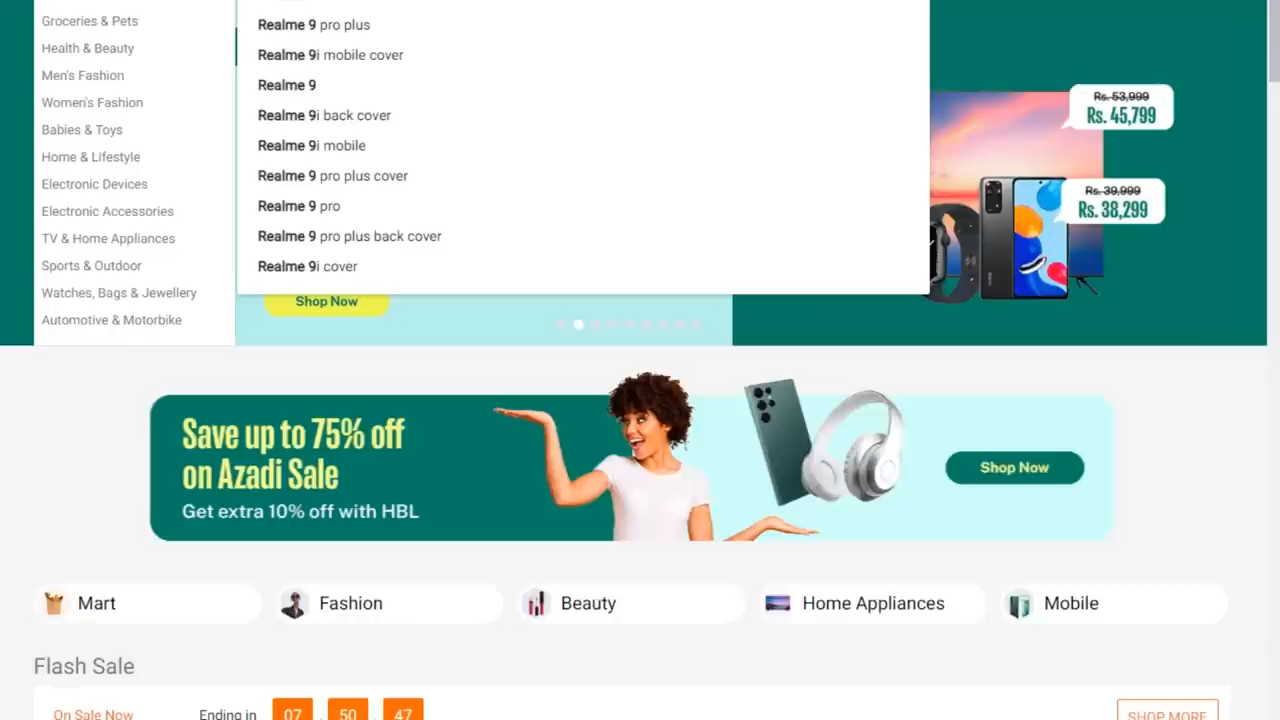 Groceries & Pets
Health & Beauty
Men's Fashion
Women's Fashion
Babies & Toys
Home & Lifestyle
Electronic Devices
Electronic Accessories
TV & Home Appliances
Sports & Outdoor
Watches, Bags & Jewellery
Automotive & Motorbike
Realme 9 pro plus
Realme 9i mobile cover
Realme 9
Realme 9i back cover
Realme 9i mobile
Realme 9 pro plus cover
Realme 9 pro
Realme 9 pro plus back cover
Realme 9i cover
Shop Now
Rs. 53,999
Rs. 45,799
Rs. 39,999
Rs. 38,299
Save up to 75% off
on Azadi Sale
Get extra 10% off with HBL
Shop Now
Mart
Fashion
Beauty
Home Appliances
Mobile
Flash Sale
On Sale Now
Ending in
07 : 50 : 47
SHOP MORE